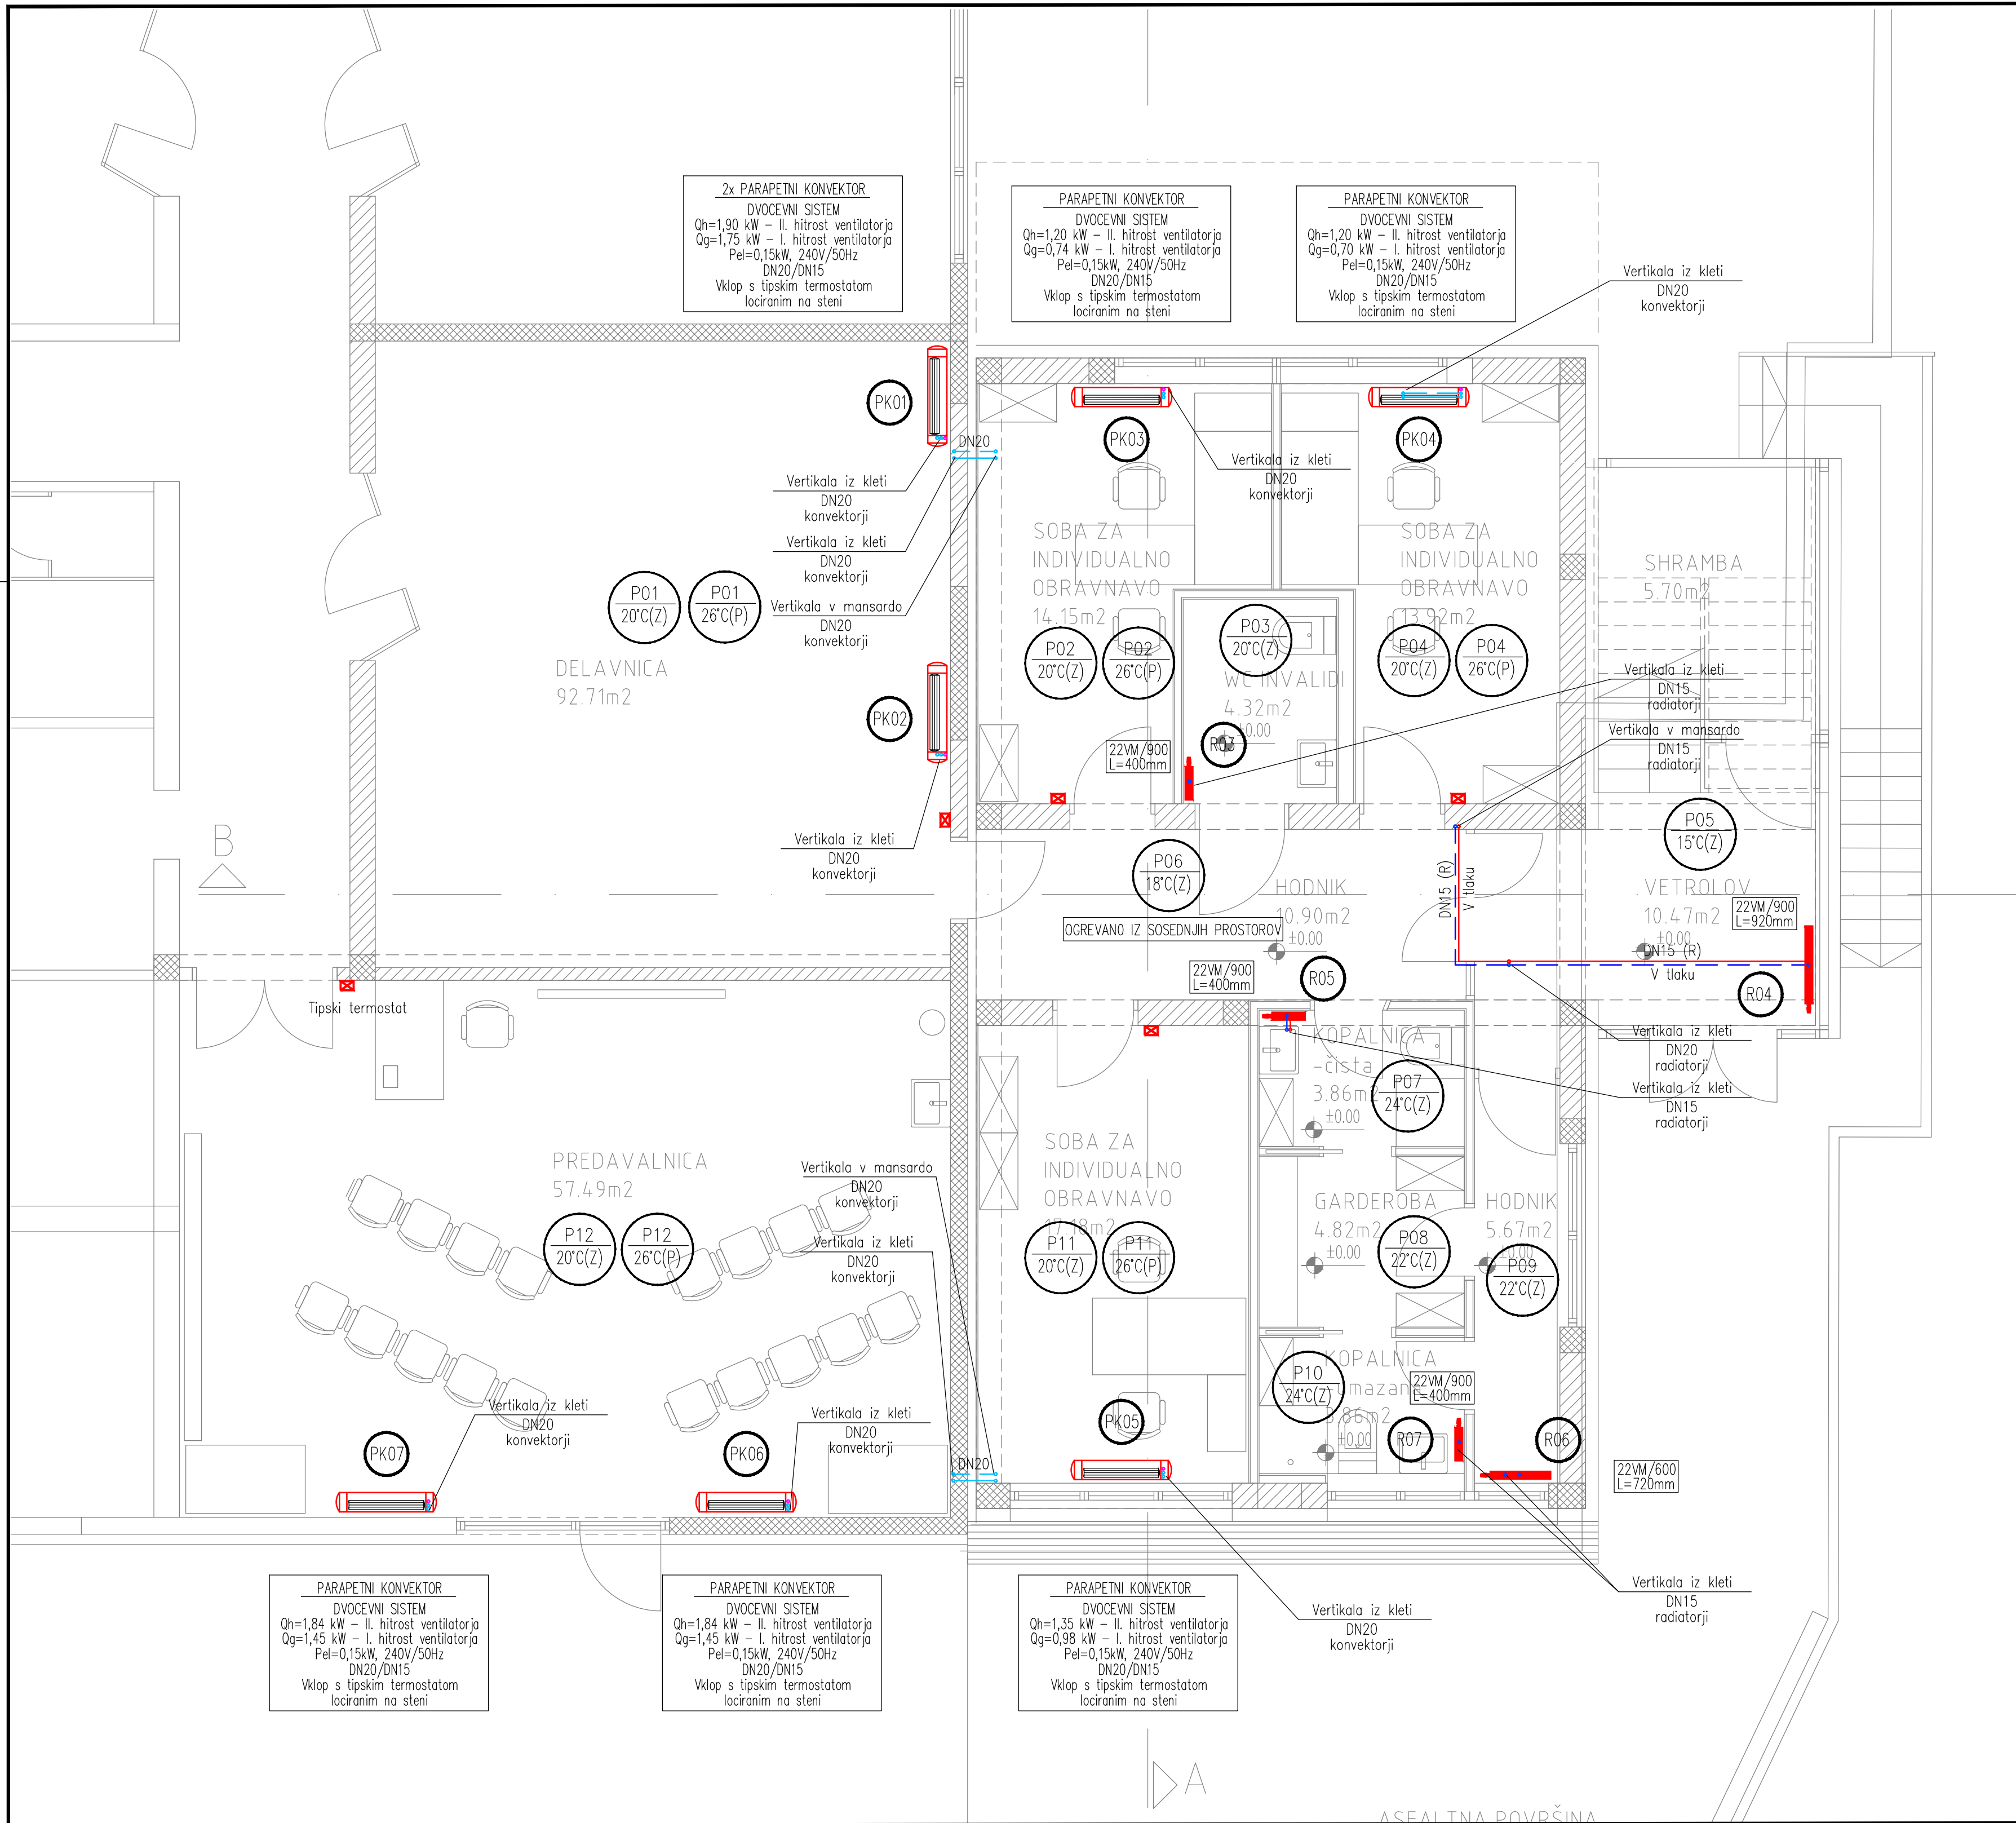 2x PARAPETNI KONVEKTOR
DVOCEVNI SISTEM
Qh=1,90 kW – II. hitrost ventilatorja
Qg=1,75 kW – I. hitrost ventilatorja
Pel=0,15kW, 240V/50Hz
DN20/DN15
Vklop s tipskim termostatom
lociranim na steni
PARAPETNI KONVEKTOR
DVOCEVNI SISTEM
Qh=1,20 kW – II. hitrost ventilatorja
Qg=0,74 kW – I. hitrost ventilatorja
Pel=0,15kW, 240V/50Hz
DN20/DN15
Vklop s tipskim termostatom
lociranim na steni
PARAPETNI KONVEKTOR
DVOCEVNI SISTEM
Qh=1,20 kW – II. hitrost ventilatorja
Qg=0,70 kW – I. hitrost ventilatorja
Pel=0,15kW, 240V/50Hz
DN20/DN15
Vklop s tipskim termostatom
lociranim na steni
Vertikala iz kleti
DN20
konvektorji
PK01
PK03
PK04
DN20
Vertikala iz kleti
DN20
konvektorji
Vertikala iz kleti
DN20
konvektorji
Vertikala iz kleti
DN20
konvektorji
Vertikala v mansardo
DN20
konvektorji
P01
20°C(Z)
P01
26°C(P)
DELAVNICA
92.71m2
PK02
Vertikala iz kleti
DN20
konvektorji
SOBA ZA
INDIVIDUALNO
OBRAVNAVO
14.15m2
P02
20°C(Z)
P02
26°C(P)
P03
20°C(Z)
WC INVALIDI
4.32m2
±0.00
R03
22VM/900
L=400mm
SOBA ZA
INDIVIDUALNO
OBRAVNAVO
13.92m2
P04
20°C(Z)
P04
26°C(P)
SHRAMBA
5.70m2
Vertikala iz kleti
DN15
radiatorji
Vertikala v mansardo
DN15
radiatorji
P05
15°C(Z)
VETROLOV
10.47m2
±0.00
22VM/900
L=920mm
DN15 (R)
V tlaku
DN15 (R)
V tlaku
R04
B
P06
18°C(Z)
HODNIK
10.90m2
±0.00
OGREVANO IZ SOSEDNJIH PROSTOROV
22VM/900
L=400mm
R05
Tipski termostat
Vertikala iz kleti
DN20
radiatorji
Vertikala iz kleti
DN15
radiatorji
KOPALNICA
-čista
3.86m2
±0.00
P07
24°C(Z)
PREDAVALNICA
57.49m2
P12
20°C(Z)
P12
26°C(P)
Vertikala v mansardo
DN20
konvektorji
Vertikala iz kleti
DN20
konvektorji
SOBA ZA
INDIVIDUALNO
OBRAVNAVO
17.18m2
P11
20°C(Z)
P11
26°C(P)
GARDEROBA
4.82m2
±0.00
P08
22°C(Z)
HODNIK
5.67m2
±0.00
P09
22°C(Z)
KOPALNICA
-umazana
3.86m2
±0.00
P10
24°C(Z)
22VM/900
L=400mm
R07
R06
22VM/600
L=720mm
Vertikala iz kleti
DN20
konvektorji
Vertikala iz kleti
DN20
konvektorji
PK07
PK06
PK05
DN20
PARAPETNI KONVEKTOR
DVOCEVNI SISTEM
Qh=1,84 kW – II. hitrost ventilatorja
Qg=1,45 kW – I. hitrost ventilatorja
Pel=0,15kW, 240V/50Hz
DN20/DN15
Vklop s tipskim termostatom
lociranim na steni
PARAPETNI KONVEKTOR
DVOCEVNI SISTEM
Qh=1,84 kW – II. hitrost ventilatorja
Qg=1,45 kW – I. hitrost ventilatorja
Pel=0,15kW, 240V/50Hz
DN20/DN15
Vklop s tipskim termostatom
lociranim na steni
PARAPETNI KONVEKTOR
DVOCEVNI SISTEM
Qh=1,35 kW – II. hitrost ventilatorja
Qg=0,98 kW – I. hitrost ventilatorja
Pel=0,15kW, 240V/50Hz
DN20/DN15
Vklop s tipskim termostatom
lociranim na steni
Vertikala iz kleti
DN20
konvektorji
Vertikala iz kleti
DN15
radiatorji
A
ASFALTNA POVRŠINA